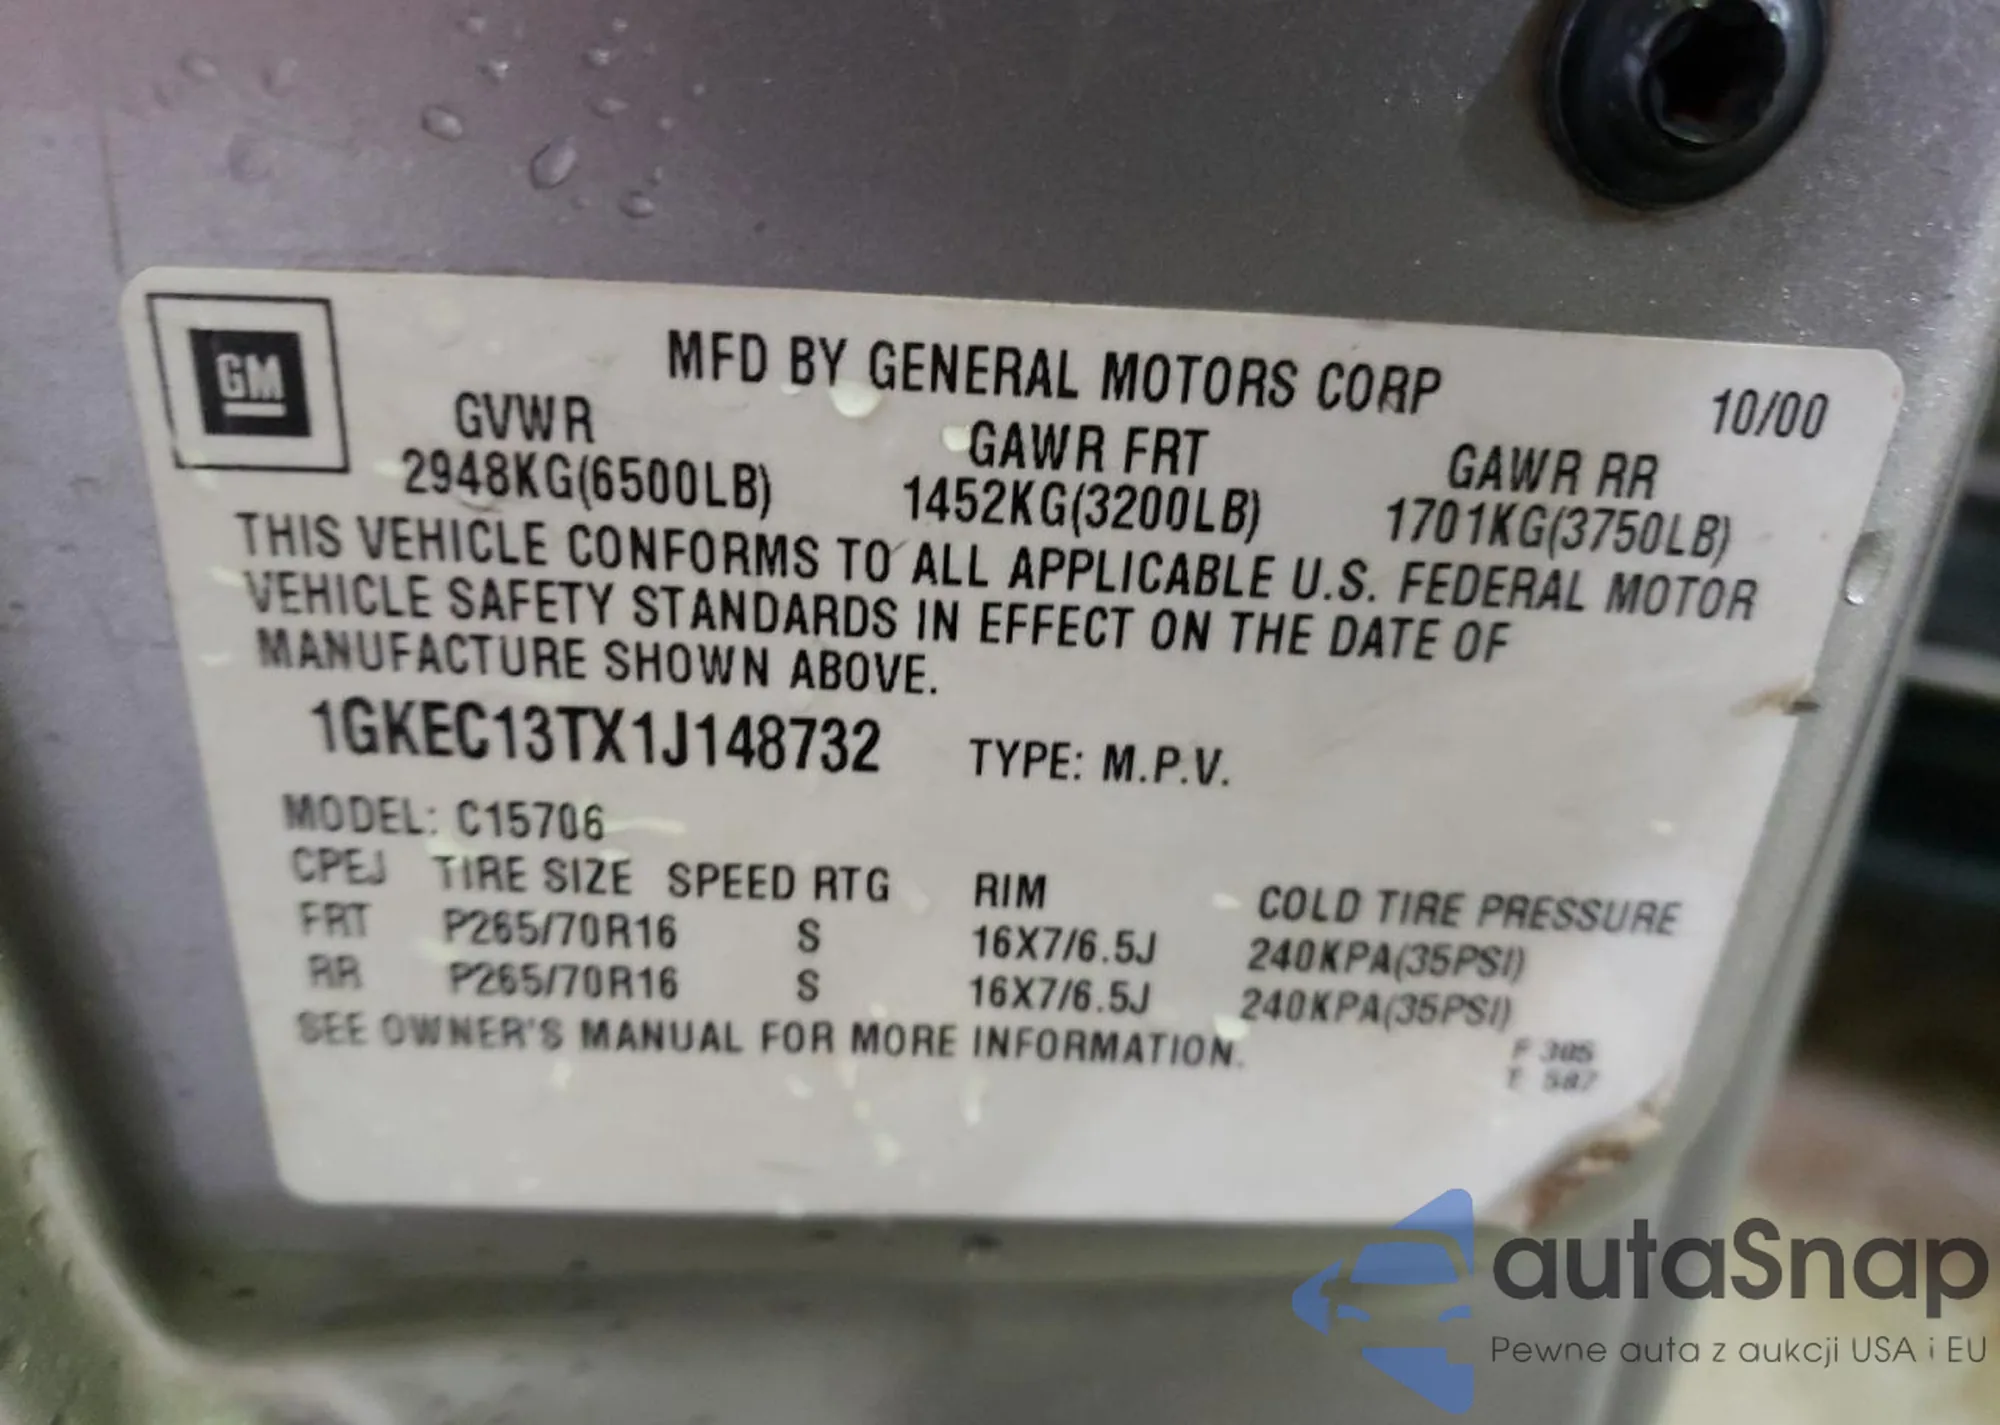 GM
MFD BY GENERAL MOTORS CORP
10/00
GVWR GAWR FRT GAWR RR
2948KG(6500LB) 1452KG(3200LB) 1701KG(3750LB)
THIS VEHICLE CONFORMS TO ALL APPLICABLE U.S. FEDERAL MOTOR
VEHICLE SAFETY STANDARDS IN EFFECT ON THE DATE OF
MANUFACTURE SHOWN ABOVE.
1GKEC13TX1J148732 TYPE: M.P.V.
MODEL: C15706
CPEJ TIRE SIZE SPEED RTG RIM COLD TIRE PRESSURE
FRT P265/70R16 S 16X7/6.5J 240KPA(35PSI)
RR P265/70R16 S 16X7/6.5J 240KPA(35PSI)
SEE OWNER'S MANUAL FOR MORE INFORMATION.
autaSnap
Pewne auta z aukcji USA i EU